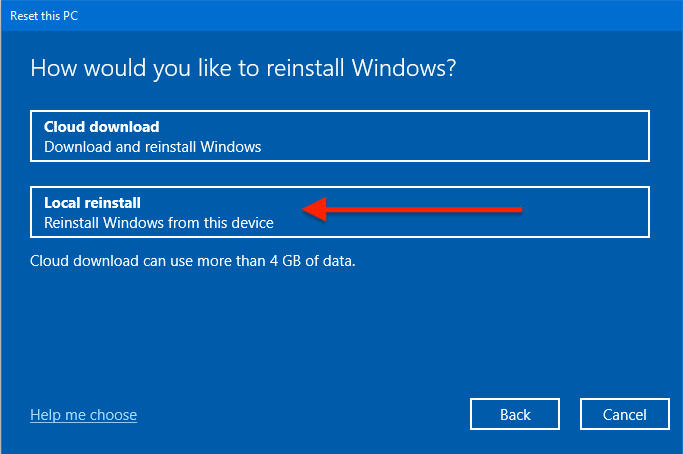 Reset this PC
How would you like to reinstall Windows?
Cloud download
Download and reinstall Windows
Local reinstall
Reinstall Windows from this device
Cloud download can use more than 4 GB of data.
Help me choose
Back
Cancel